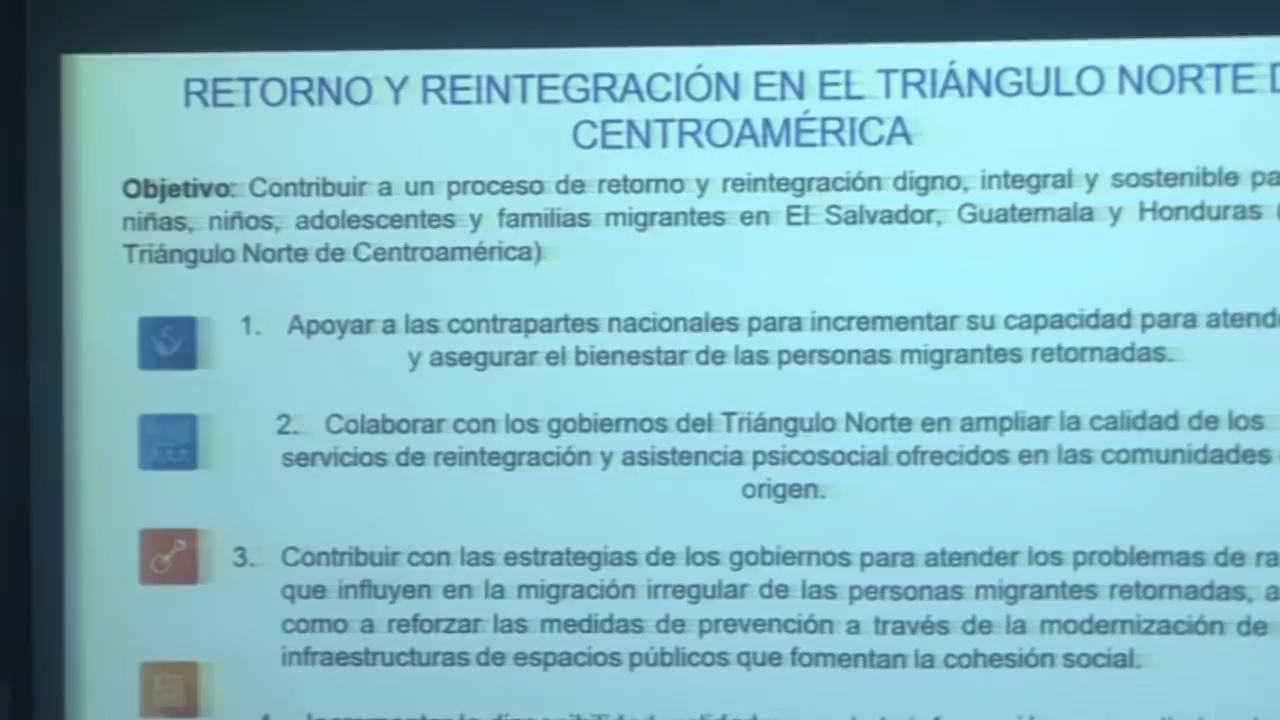 RETORNO Y REINTEGRACIÓN EN EL TRIÁNGULO NORTE
CENTROAMÉRICA
Objetivo: Contribuir a un proceso de retorno y reintegración digno, integral y sostenible
niñas, niños, adolescentes y familias migrantes en El Salvador, Guatemala y Honduras
Triángulo Norte de Centroamérica)
1. Apoyar a las contrapartes nacionales para incrementar su capacidad para
y asegurar el bienestar de las personas migrantes retornadas.
2. Colaborar con los gobiernos del Triángulo Norte en ampliar la calidad de los
servicios de reintegración y asistencia psicosocial ofrecidos en las comunidades
origen.
3. Contribuir con las estrategias de los gobiernos para atender los problemas de
que influyen en la migración irregular de las personas migrantes retornadas,
como a reforzar las medidas de prevención a través de la modernización de
infraestructuras de espacios públicos que fomentan la cohesión social.